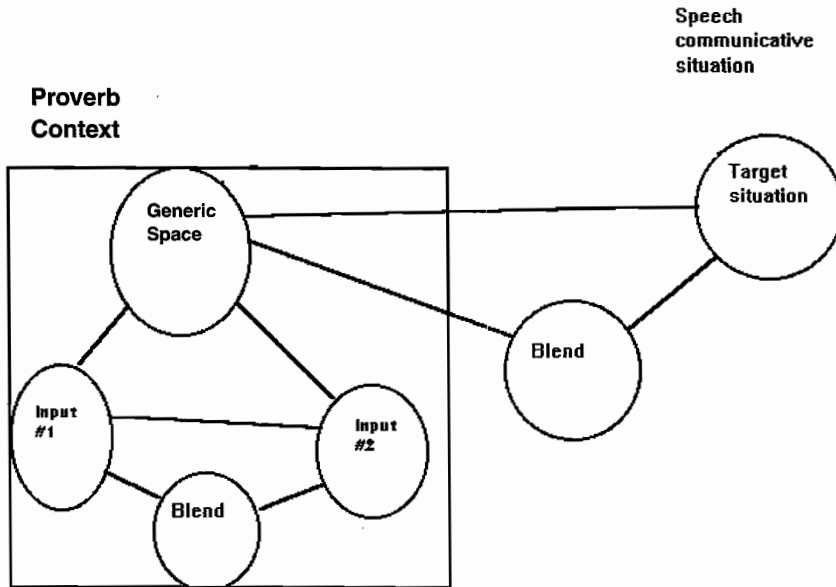 Speech
communicative
situation
Proverb
Context
Generic
Space
Target
situation
Blend
Input
#1
Input
#2
Blend